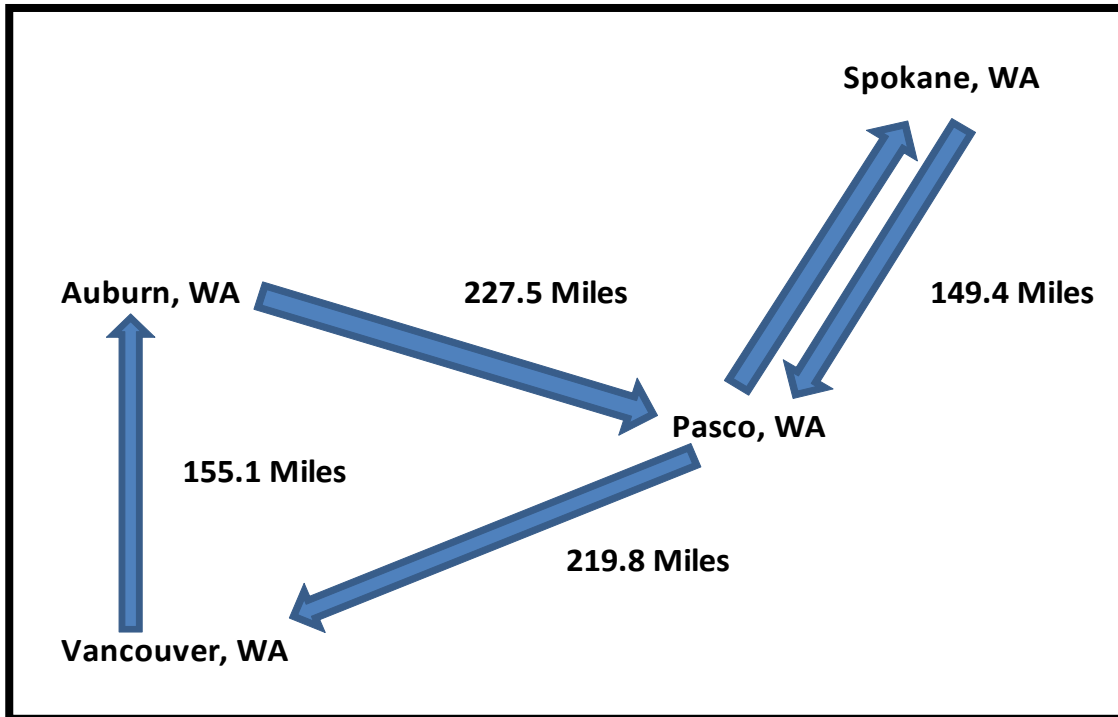 Spokane, WA
Auburn, WA
227.5 Miles
149.4 Miles
Pasco, WA
155.1 Miles
219.8 Miles
Vancouver, WA